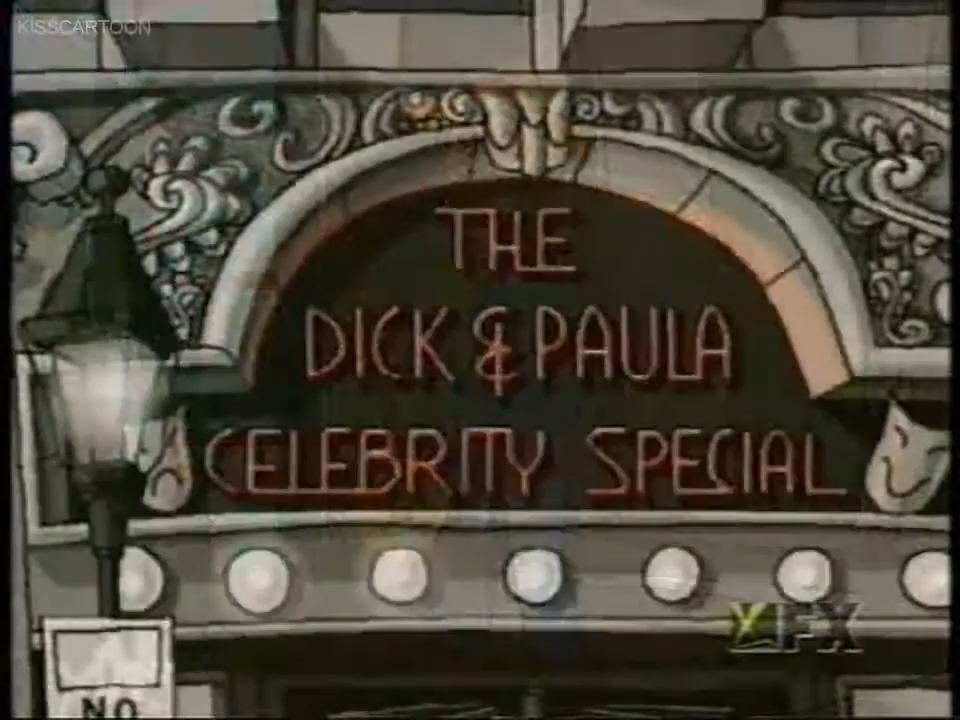 KISSCARTOON
THE
DICK & PAULA
CELEBRITY SPECIAL
FX
NO